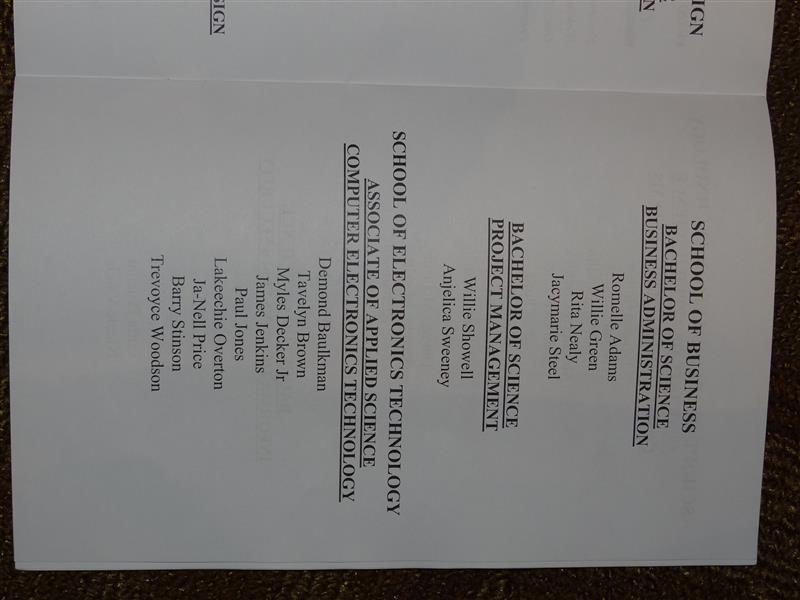 SIGN
SIGN
N
SCHOOL OF BUSINESS
BACHELOR OF SCIENCE
BUSINESS ADMINISTRATION
Romelle Adams
Willie Green
Rita Nealy
Jacymarie Steel
BACHELOR OF SCIENCE
PROJECT MANAGEMENT
Willie Showell
Anjelica Sweeney
SCHOOL OF ELECTRONICS TECHNOLOGY
ASSOCIATE OF APPLIED SCIENCE
COMPUTER ELECTRONICS TECHNOLOGY
Demond Baulkman
Tavelyn Brown
Myles Decker Jr
James Jenkins
Paul Jones
Lakeechie Overton
Ja-Nell Price
Barry Stinson
Trevoyce Woodson